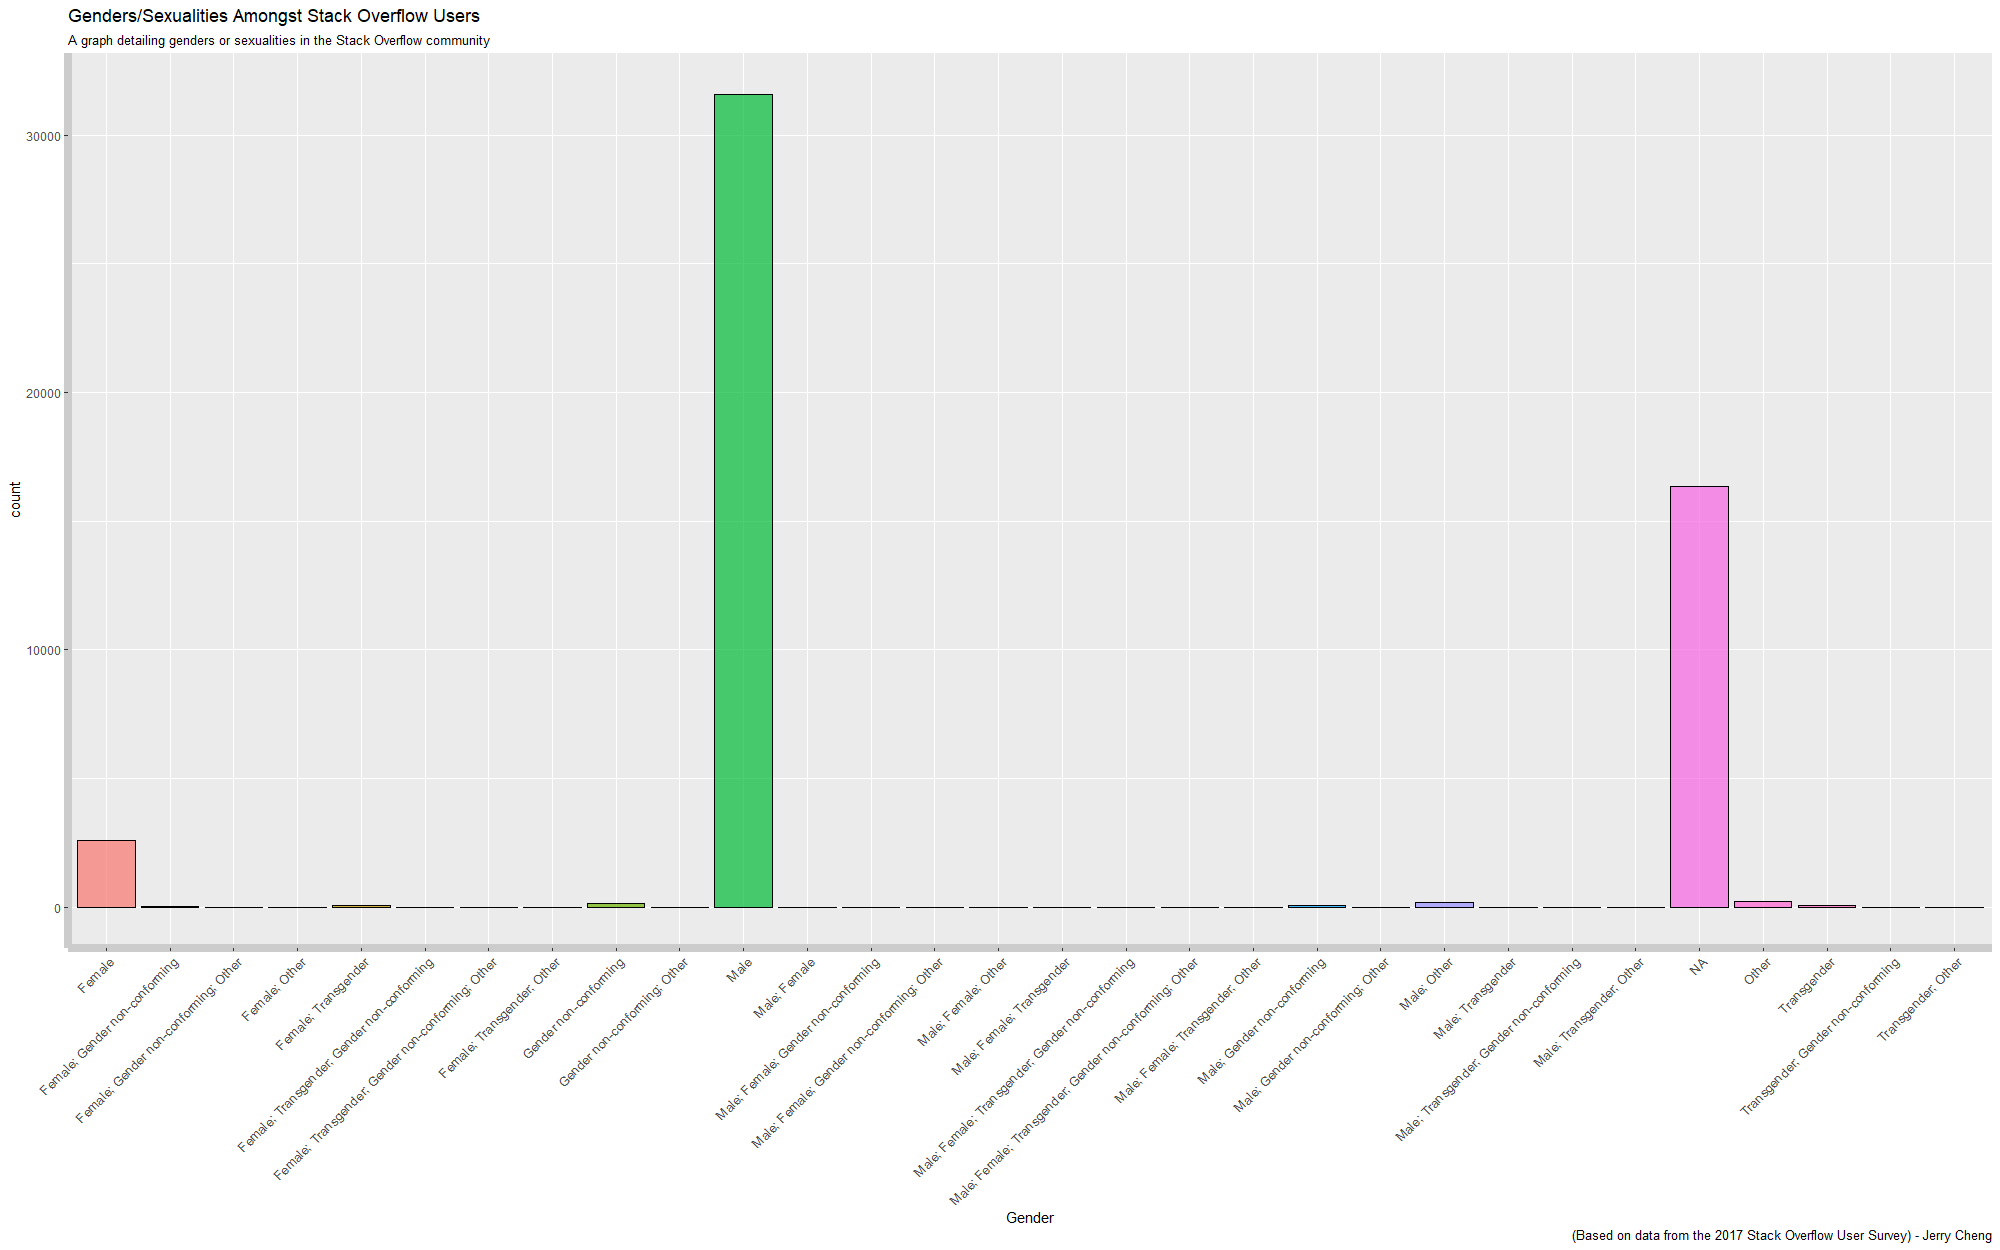 Genders/Sexualities Amongst Stack Overflow Users
A graph detailing genders or sexualities in the Stack Overflow community
count
30000
20000
10000
0
Female
Female; Gender non-conforming
Female; Gender non-conforming; Other
Female; Other
Female; Transgender
Female; Transgender; Gender non-conforming
Female; Transgender; Gender non-conforming; Other
Female; Transgender; Other
Gender non-conforming
Gender non-conforming; Other
Male
Male; Female
Male; Female; Gender non-conforming
Male; Female; Gender non-conforming; Other
Male; Female; Other
Male; Female; Transgender
Male; Female; Transgender; Gender non-conforming
Male; Female; Transgender; Gender non-conforming; Other
Male; Female; Transgender; Other
Male; Gender non-conforming
Male; Gender non-conforming; Other
Male; Other
Male; Transgender
Male; Transgender; Gender non-conforming
Male; Transgender; Other
NA
Other
Transgender
Transgender; Gender non-conforming
Transgender; Other
Gender
(Based on data from the 2017 Stack Overflow User Survey) - Jerry Cheng